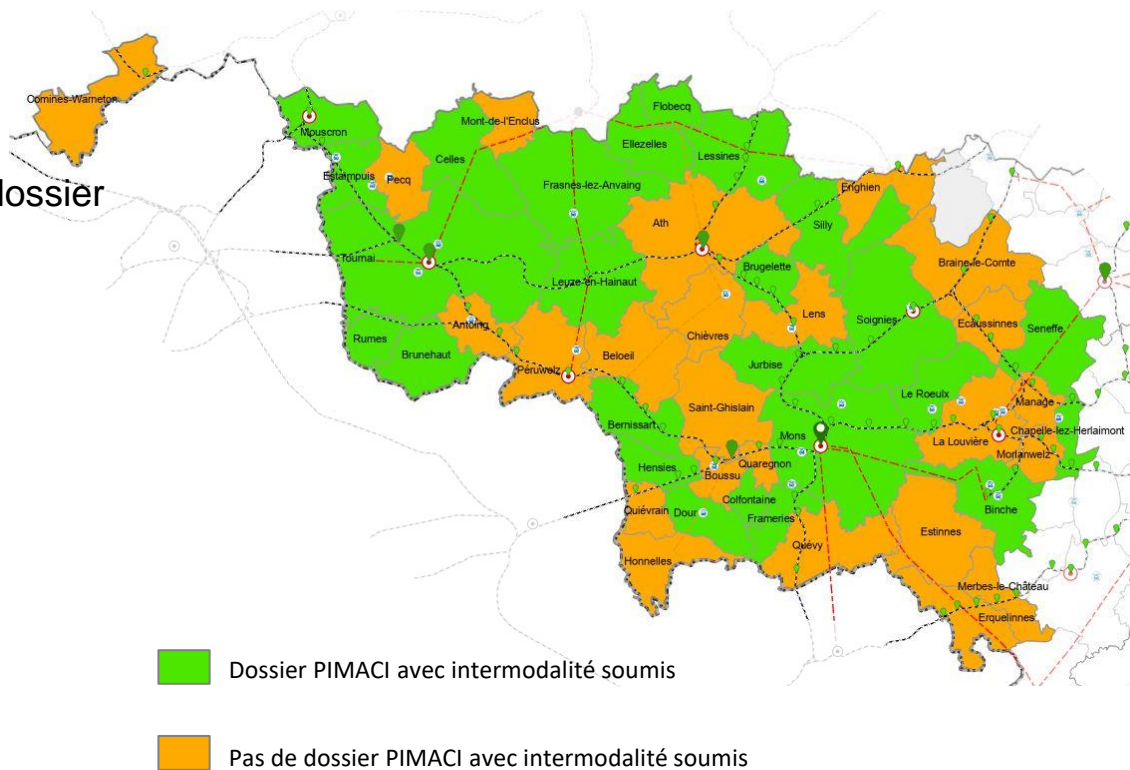 Comines-Warneton
Mouscron
Mont-de-l'Enclus
Flobecq
Celles
Ellezelles
Lessines
Estaimpuis
Pecq
dossier
Frasnes-lez-Anvaing
Enghien
Ath
Silly
Tournai
Braine-le-Comte
Leuze-en-Hainaut
Brugelette
Antoing
Lens
Soignies
Ecaussinnes
Seneffe
Rumes
Chièvres
Brunehaut
Beloeil
Péruwelz
Jurbise
Le Roeulx
Manage
Saint-Ghislain
Bernissart
Mons
Chapelle-lez-Herlaimont
La Louvière
Morlanwelz
Hensies
Quaregnon
Boussu
Colfontaine
Quiévrain
Dour
Frameries
Binche
Estinnes
Quévy
Honnelles
Merbes-le-Château
Erquelinnes
Dossier PIMACI avec intermodalité soumis
Pas de dossier PIMACI avec intermodalité soumis